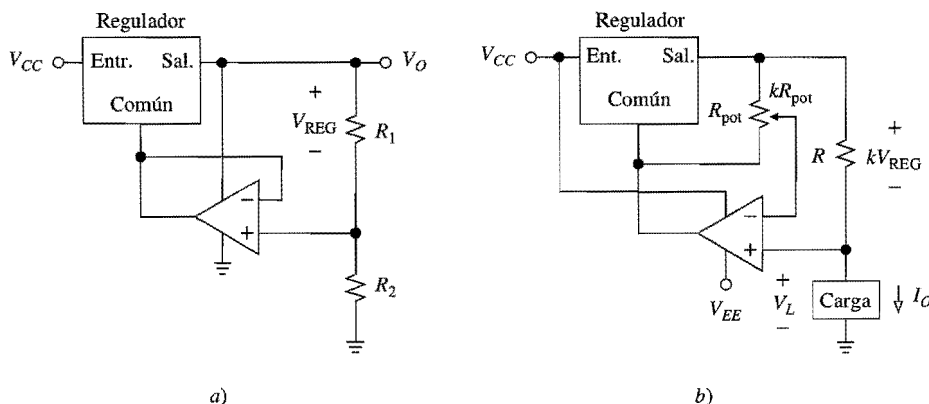 Regulador
V_CC
Entr.
Sal.
V_O
Común
+
V_REG
−
R_1
−
+
R_2
a)
Regulador
V_CC
Ent.
Sal.
Común
kR_pot
R_pot
R
+
kV_REG
−
−
+
V_EE
+
V_L
−
Carga
I_O
b)